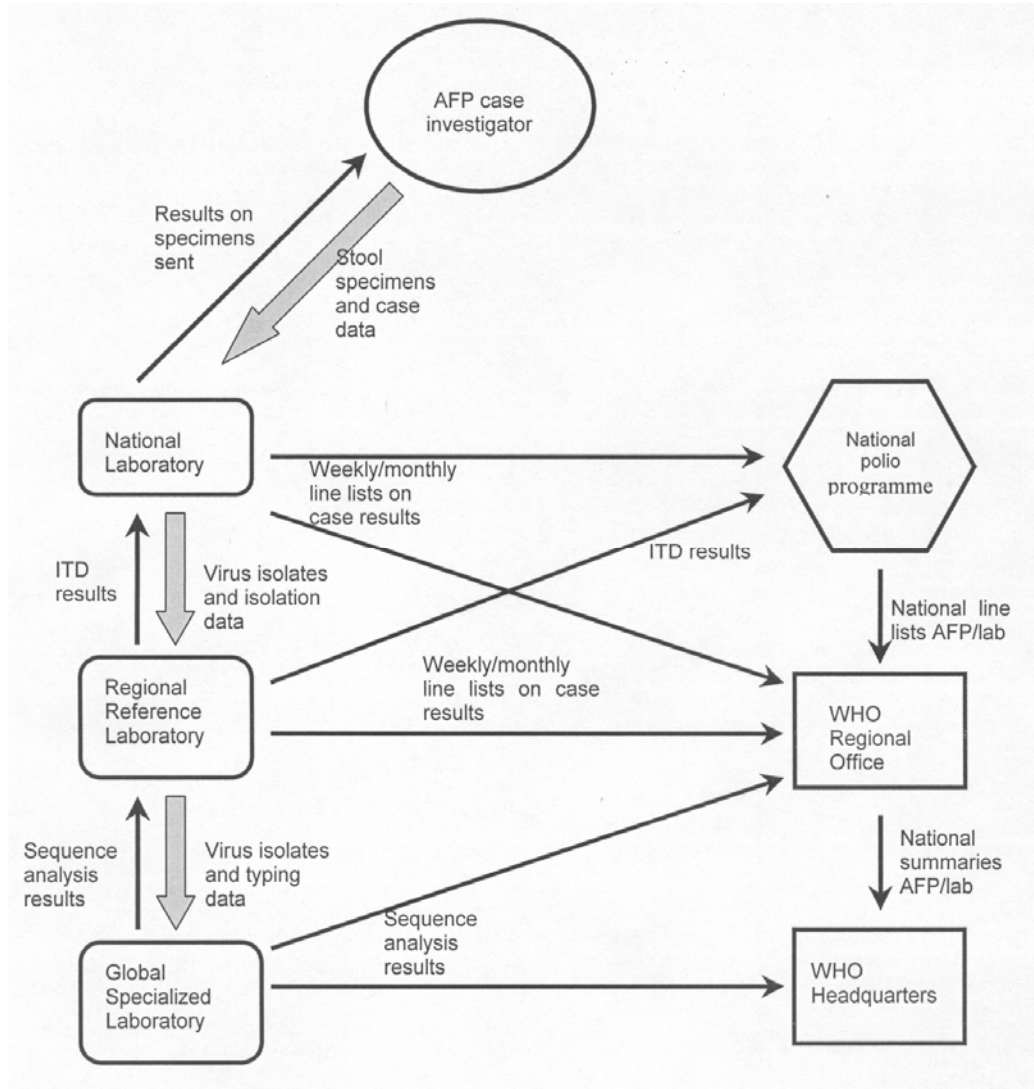 AFP case
investigator
Results on
specimens
sent
Stool
specimens
and case
data
National
Laboratory
Weekly/monthly
line lists on
case results
National
polio
programme
ITD
results
Virus isolates
and isolation
data
ITD results
National line
lists AFP/lab
Regional
Reference
Laboratory
Weekly/monthly
line lists on case
results
WHO
Regional
Office
Sequence
analysis
results
Virus isolates
and typing
data
National
summaries
AFP/lab
Sequence
analysis
results
Global
Specialized
Laboratory
WHO
Headquarters